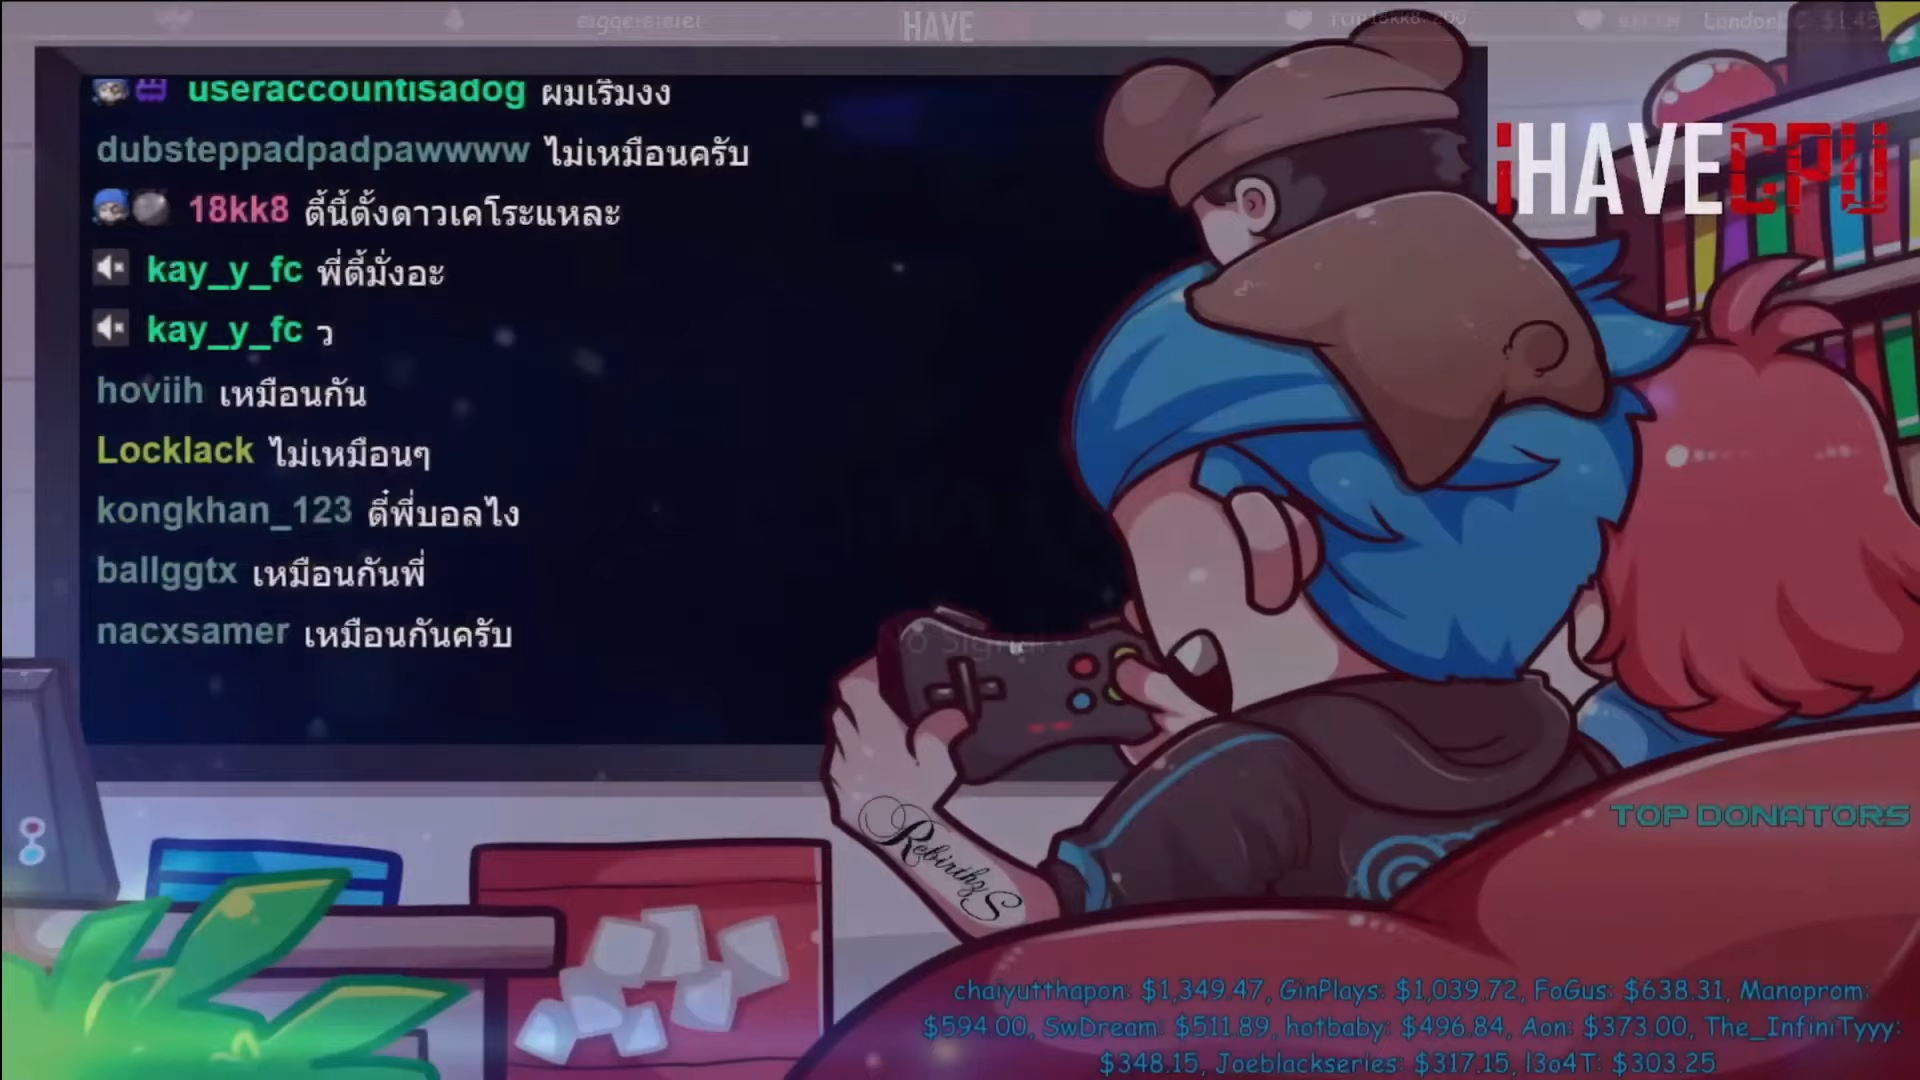 HAVE
useraccountisadog ผมเริ่มงง
iHAVECPU
dubsteppadpadpawwww ไม่เหมือนครับ
18kk8 ตี้นี้ตั้งดาวเคโระแหละ
kay_y_fc พี่ตี้มั่งอะ
kay_y_fc ว
hoviih เหมือนกัน
Locklack ไม่เหมือนๆ
kongkhan_123 ตี๋พี่บอลไง
ballggtx เหมือนกันพี่
nacxsamer เหมือนกันครับ
Signal
RebirthzS
TOP DONATORS
chaiyutthapon: $1,349.47, GinPlays: $1,039.72, FoGus: $638.31, Manoprom:
$594.00, SwDream: $511.89, hotbaby: $496.84, Aon: $373.00, The_InfiniTyyy:
$348.15, Joeblackseries: $317.15, l3o4T: $303.25